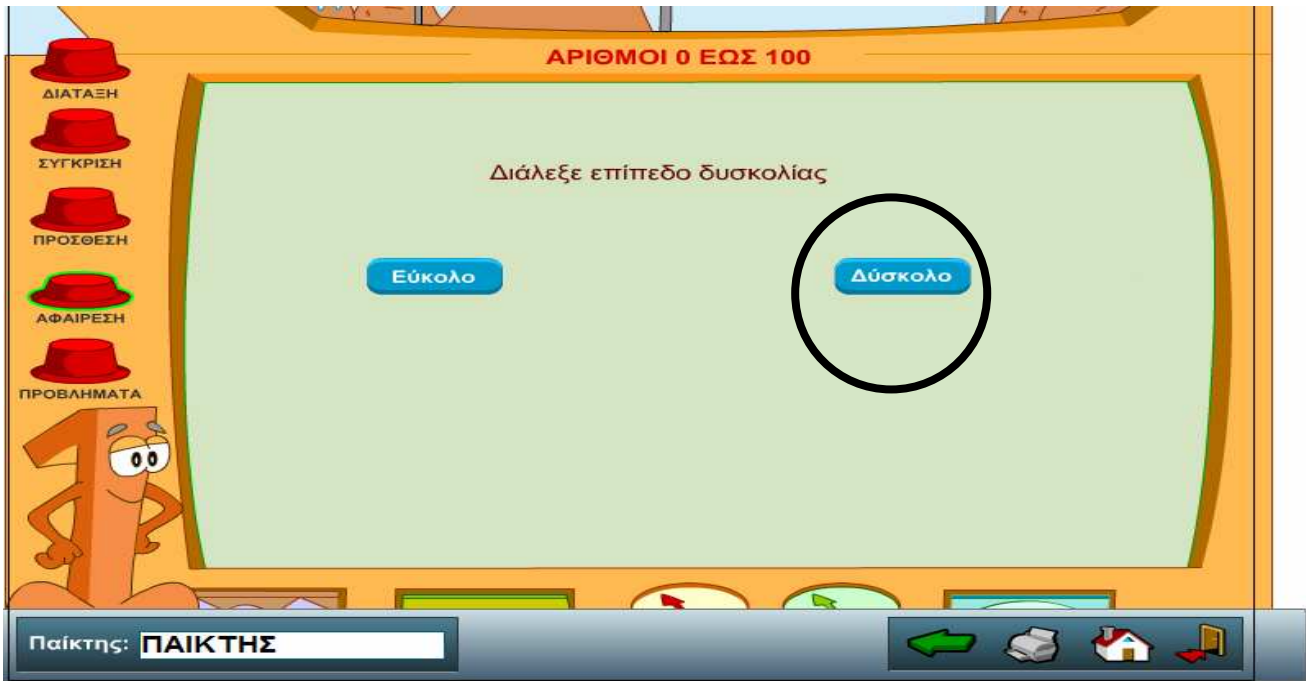 ΑΡΙΘΜΟΙ 0 ΕΩΣ 100
ΔΙΑΤΑΞΗ
ΣΥΓΚΡΙΣΗ
ΠΡΟΣΘΕΣΗ
ΑΦΑΙΡΕΣΗ
ΠΡΟΒΛΗΜΑΤΑ
Διάλεξε επίπεδο δυσκολίας
Εύκολο
Δύσκολο
Παίκτης: ΠΑΙΚΤΗΣ